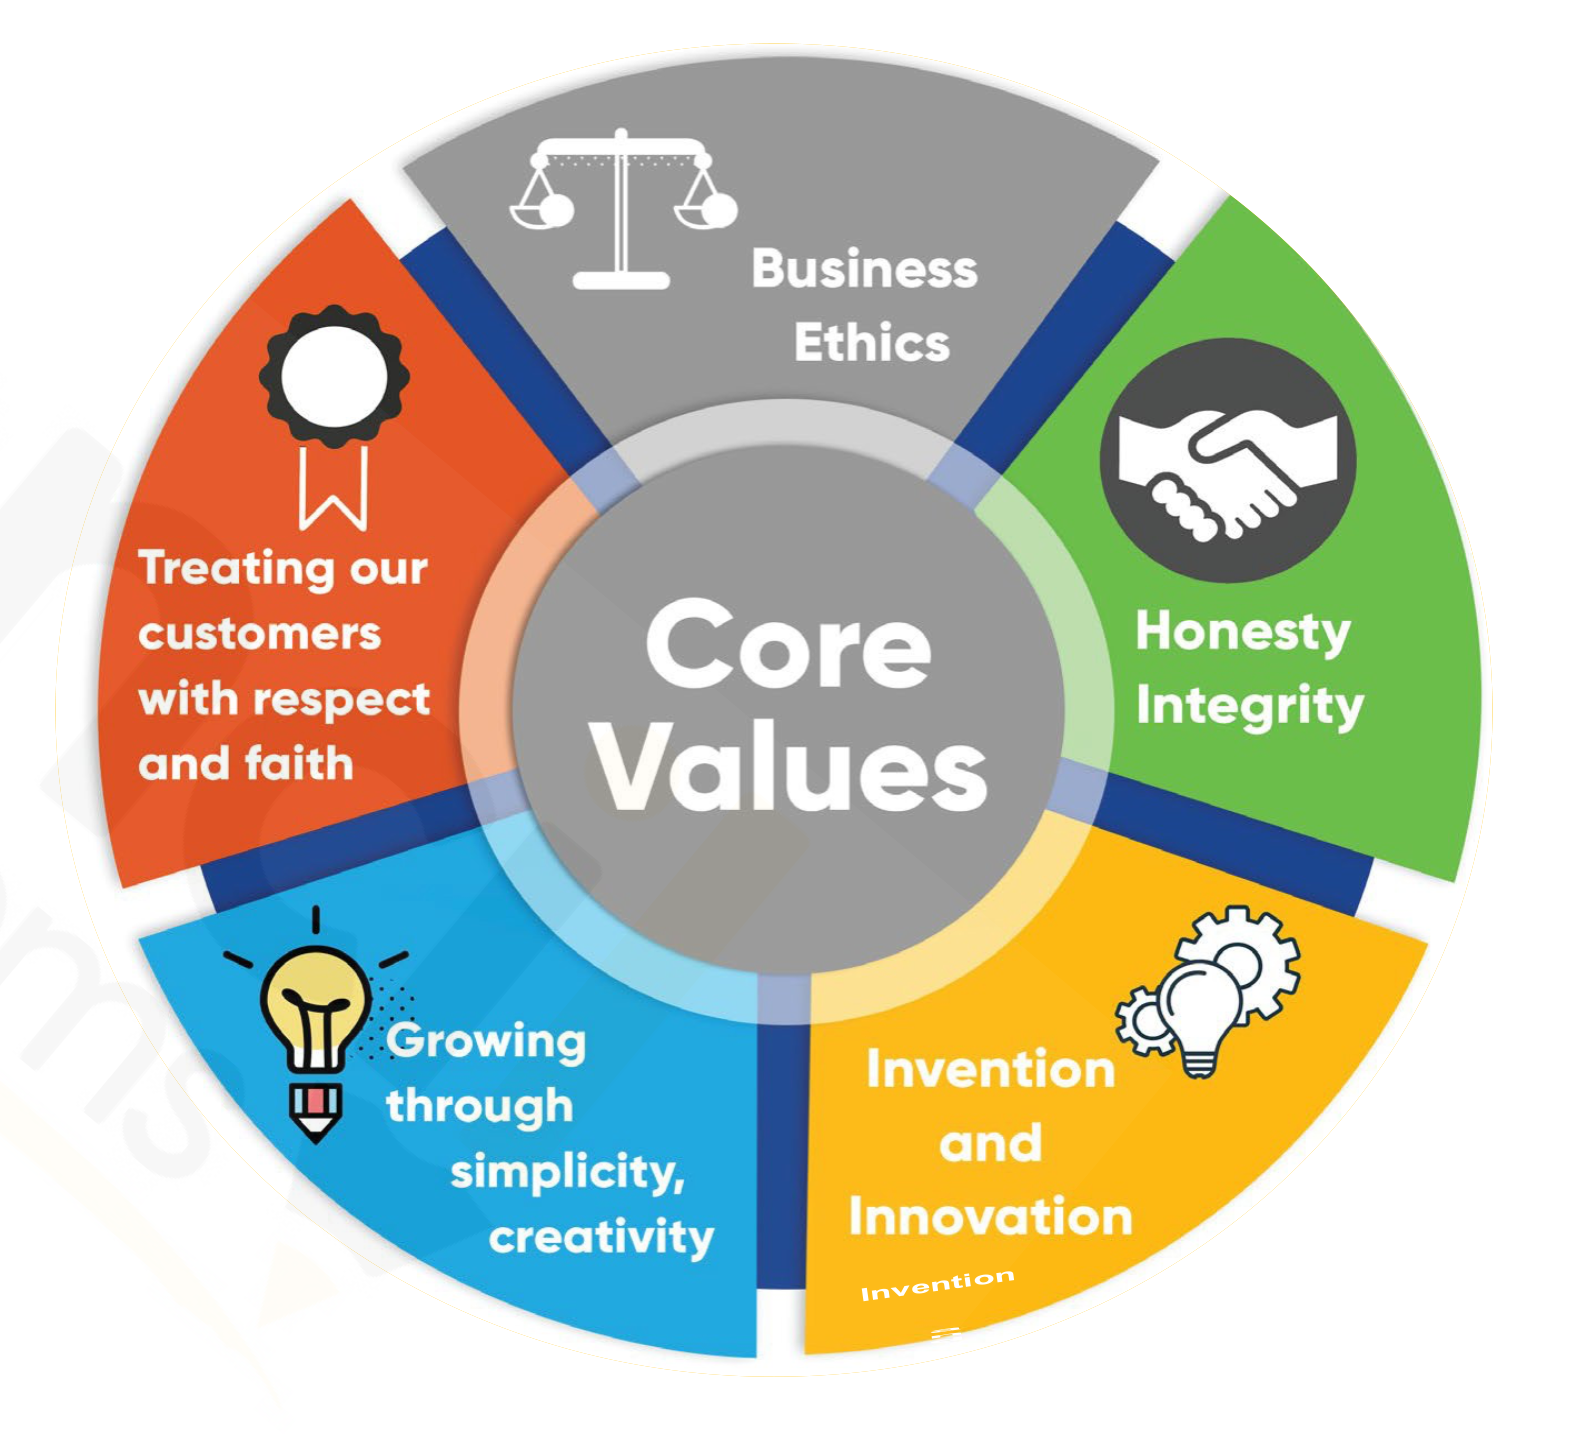 Business
Ethics
Honesty
Integrity
Invention
and
Innovation
Invention
Growing
through
simplicity,
creativity
Treating our
customers
with respect
and faith
Core
Values